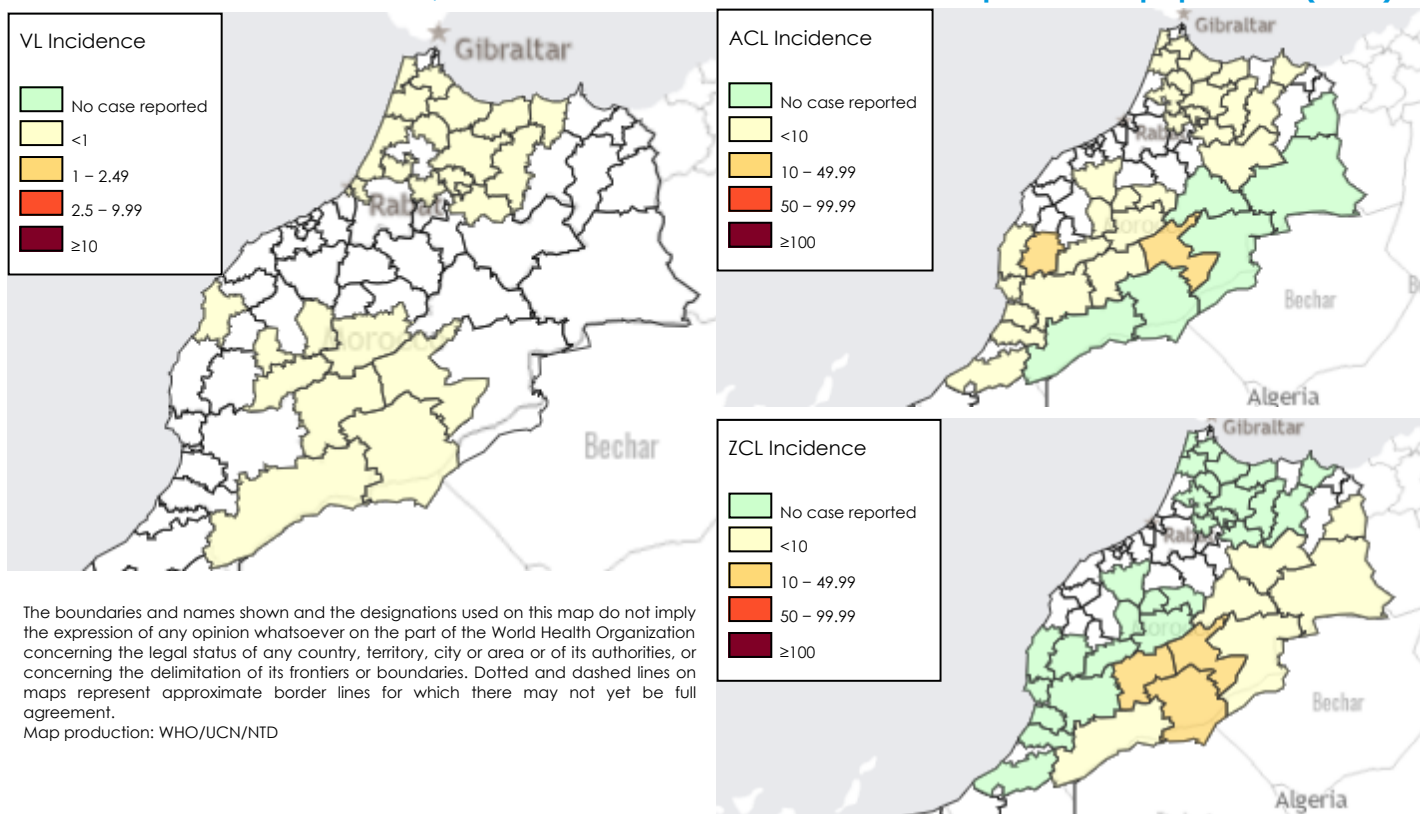 VL Incidence
No case reported
<1
1 – 2.49
2.5 – 9.99
≥10
Gibraltar
Rabat
Morocco
Bechar
ACL Incidence
No case reported
<10
10 – 49.99
50 – 99.99
≥100
Gibraltar
Bechar
Algeria
ZCL Incidence
No case reported
<10
10 – 49.99
50 – 99.99
≥100
Gibraltar
Bechar
Algeria
The boundaries and names shown and the designations used on this map do not imply
the expression of any opinion whatsoever on the part of the World Health Organization
concerning the legal status of any country, territory, city or area or of its authorities, or
concerning the delimitation of its frontiers or boundaries. Dotted and dashed lines on
maps represent approximate border lines for which there may not yet be full
agreement.
Map production: WHO/UCN/NTD